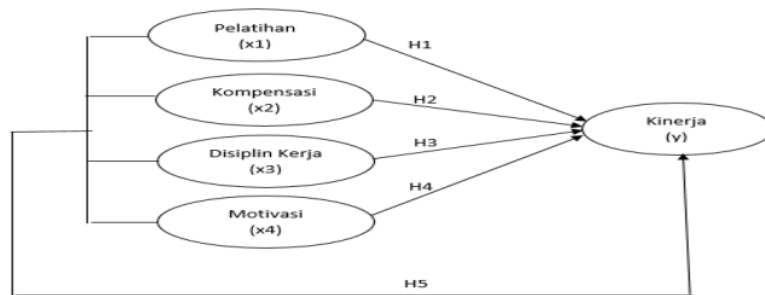 Pelatihan
(x1)
H1
Kompensasi
(x2)
H2
Kinerja
(y)
Disiplin Kerja
(x3)
H3
Motivasi
(x4)
H4
H5